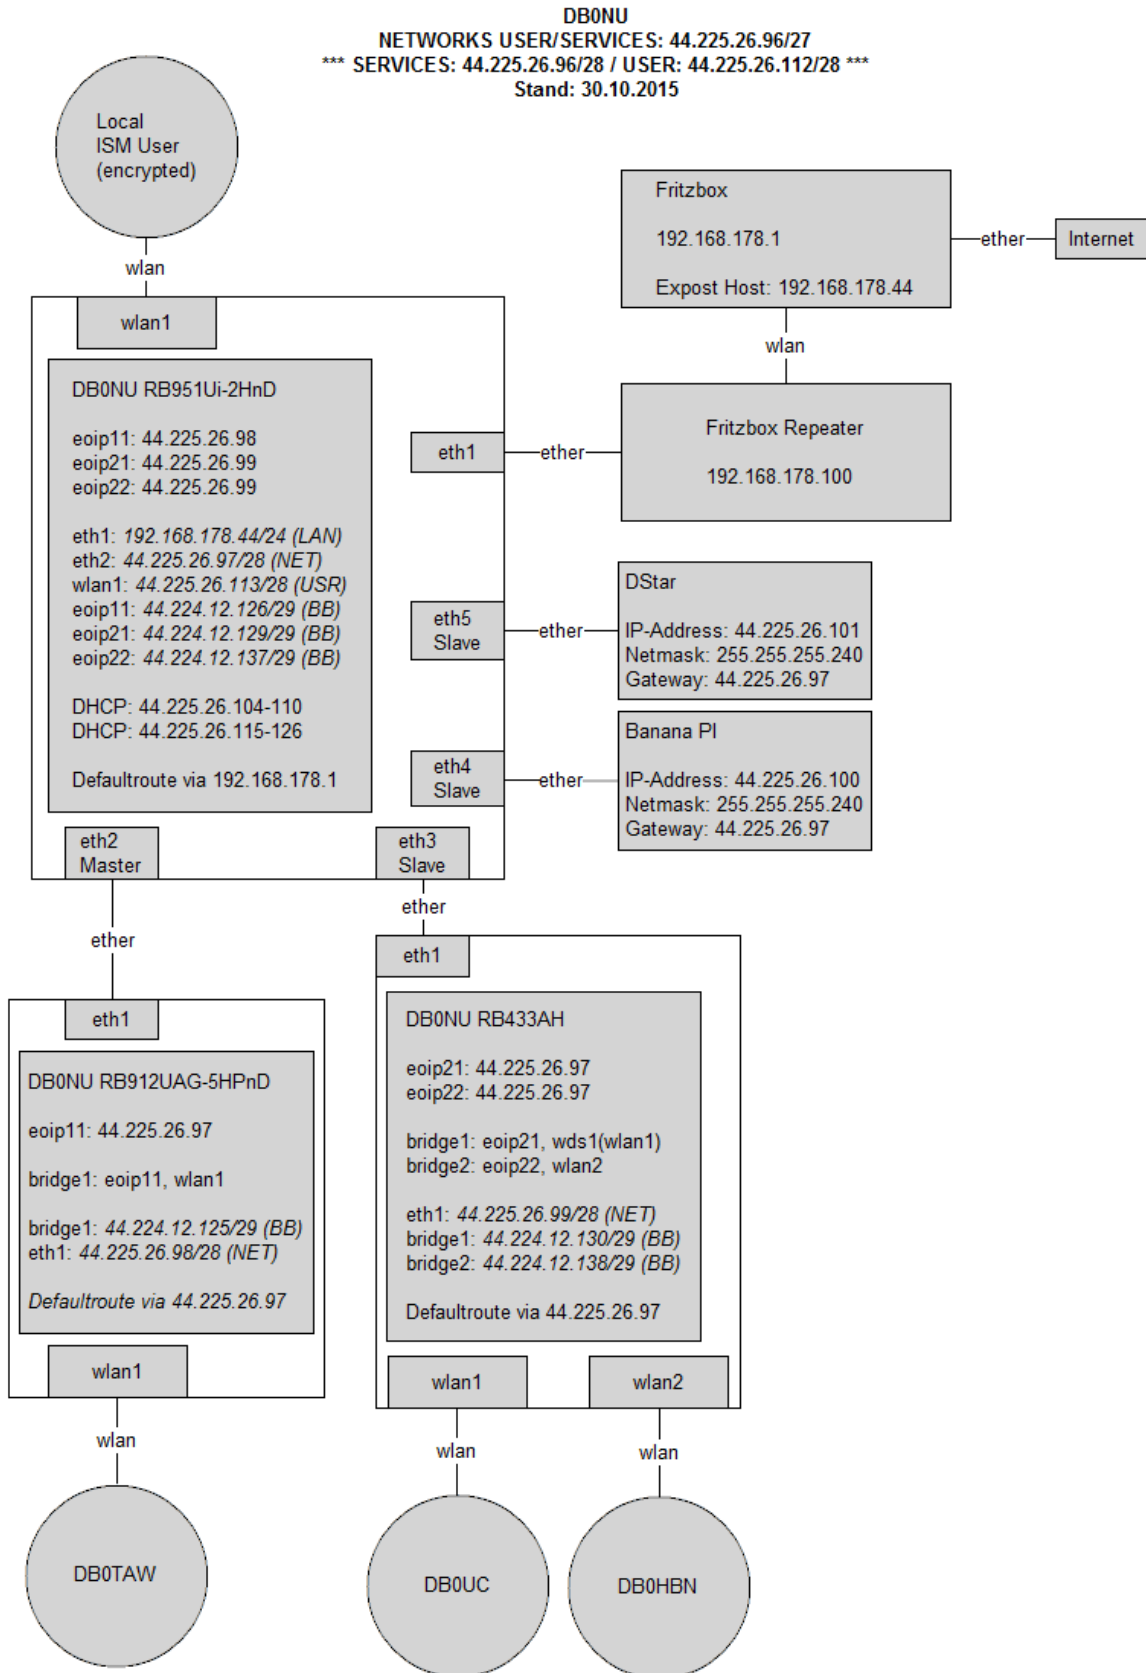 DB0NU
NETWORKS USER/SERVICES: 44.225.26.96/27
*** SERVICES: 44.225.26.96/28 / USER: 44.225.26.112/28 ***
Stand: 30.10.2015
Local
ISM User
(encrypted)
wlan
wlan1
DB0NU RB951Ui-2HnD
eoip11: 44.225.26.98
eoip21: 44.225.26.99
eoip22: 44.225.26.99
eth1: 192.168.178.44/24 (LAN)
eth2: 44.225.26.97/28 (NET)
wlan1: 44.225.26.113/28 (USR)
eoip11: 44.224.12.126/29 (BB)
eoip21: 44.224.12.129/29 (BB)
eoip22: 44.224.12.137/29 (BB)
DHCP: 44.225.26.104-110
DHCP: 44.225.26.115-126
Defaultroute via 192.168.178.1
Fritzbox
192.168.178.1
Expost Host: 192.168.178.44
ether
Internet
wlan
eth1
ether
Fritzbox Repeater
192.168.178.100
eth5
Slave
ether
DStar
IP-Address: 44.225.26.101
Netmask: 255.255.255.240
Gateway: 44.225.26.97
eth4
Slave
ether
Banana PI
IP-Address: 44.225.26.100
Netmask: 255.255.255.240
Gateway: 44.225.26.97
eth2
Master
eth3
Slave
ether
ether
eth1
DB0NU RB912UAG-5HPnD
eoip11: 44.225.26.97
bridge1: eoip11, wlan1
bridge1: 44.224.12.125/29 (BB)
eth1: 44.225.26.98/28 (NET)
Defaultroute via 44.225.26.97
wlan1
wlan
DB0TAW
eth1
DB0NU RB433AH
eoip21: 44.225.26.97
eoip22: 44.225.26.97
bridge1: eoip21, wds1(wlan1)
bridge2: eoip22, wlan2
eth1: 44.225.26.99/28 (NET)
bridge1: 44.224.12.130/29 (BB)
bridge2: 44.224.12.138/29 (BB)
Defaultroute via 44.225.26.97
wlan1
wlan2
wlan
wlan
DB0UC
DB0HBN